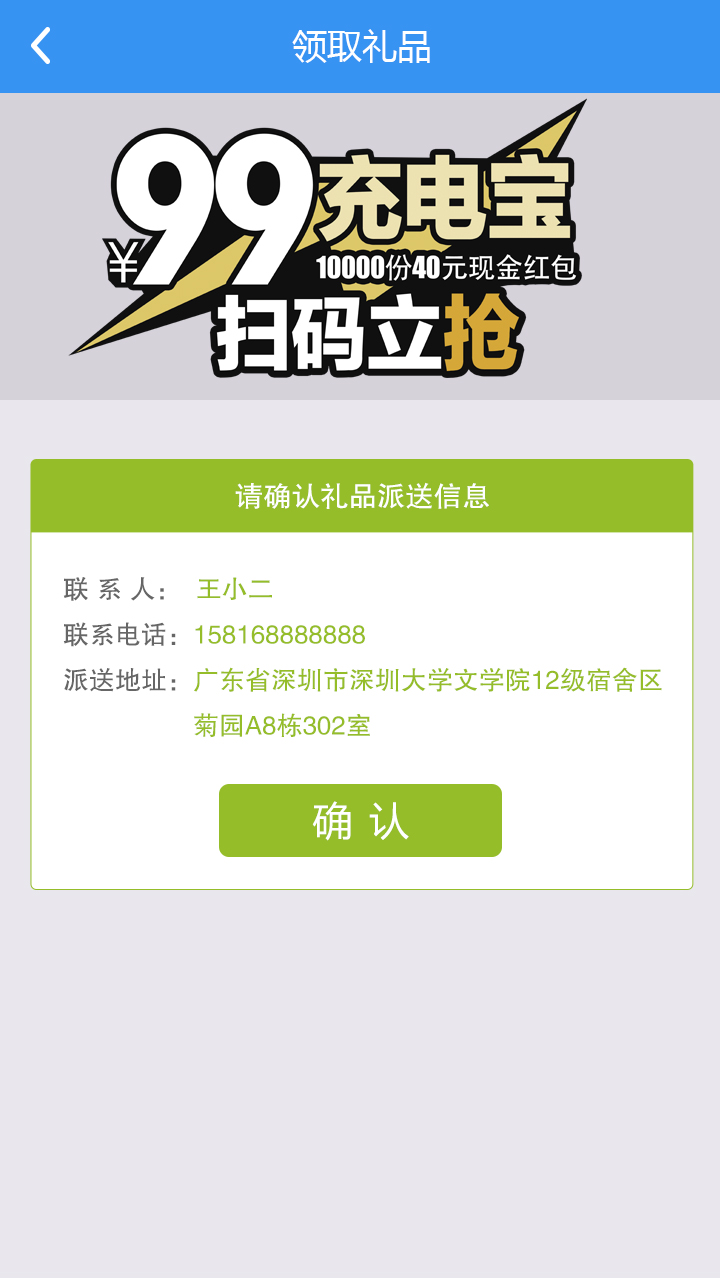 领取礼品
¥99充电宝
10000份40元现金红包
扫码立抢
请确认礼品派送信息
联 系 人： 王小二
联系电话：158168888888
派送地址：广东省深圳市深圳大学文学院12级宿舍区
菊园A8栋302室
确 认